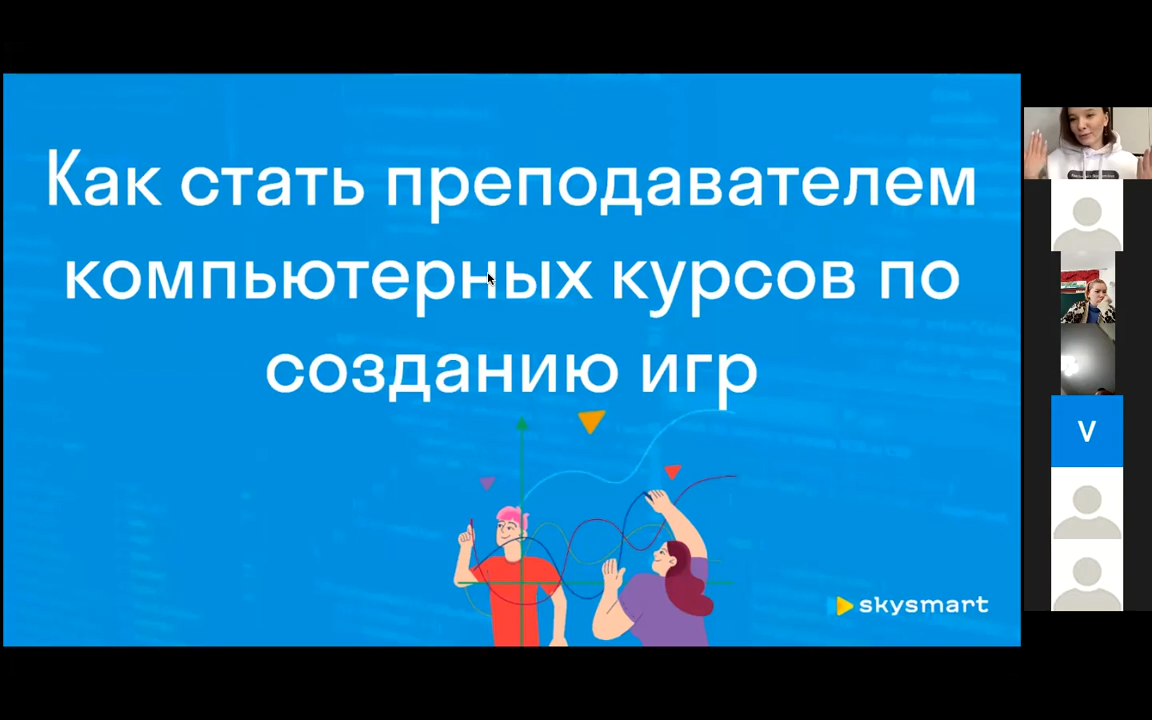 Как стать преподавателем
компьютерных курсов по
созданию игр
skysmart
V